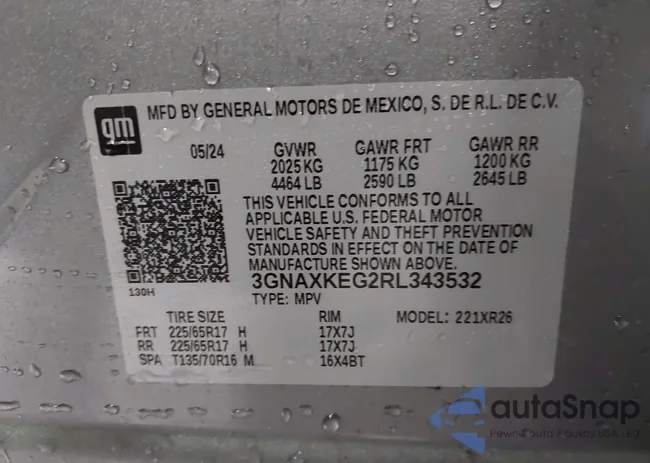 gm
MFD BY GENERAL MOTORS DE MEXICO, S. DE R.L. DE C.V.
05/24 GVWR GAWR FRT GAWR RR
2025 KG 1175 KG 1200 KG
4464 LB 2590 LB 2645 LB
THIS VEHICLE CONFORMS TO ALL
APPLICABLE U.S. FEDERAL MOTOR
VEHICLE SAFETY AND THEFT PREVENTION
STANDARDS IN EFFECT ON THE DATE OF
MANUFACTURE SHOWN ABOVE.
130H
3GNAXKEG2RL343532
TYPE: MPV
TIRE SIZE RIM MODEL: 221XR26
FRT 225/65R17 H 17X7J
RR 225/65R17 H 17X7J
SPA T135/70R16 M 16X4BT
autaSnap
USA - EU